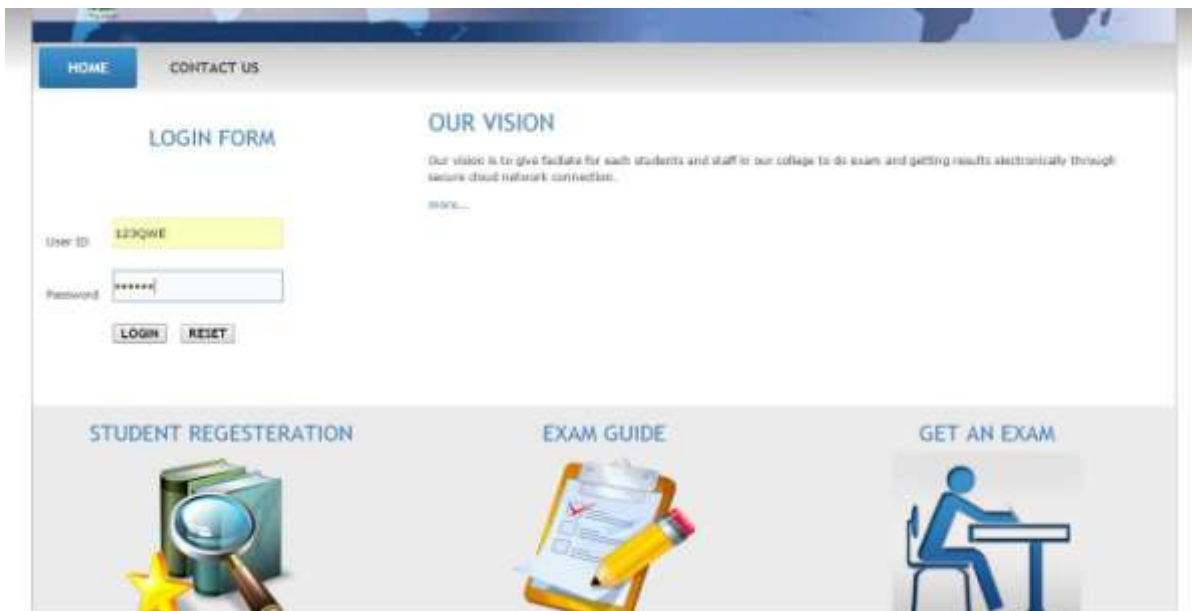 HOME
CONTACT US
LOGIN FORM
User ID
123QWE
Password
••••••
LOGIN
RESET
OUR VISION
Our vision is to give faciliate for each students and staff in our college to do exam and getting results electronically through
secure cloud network connection.
more...
STUDENT REGESTERATION
EXAM GUIDE
GET AN EXAM